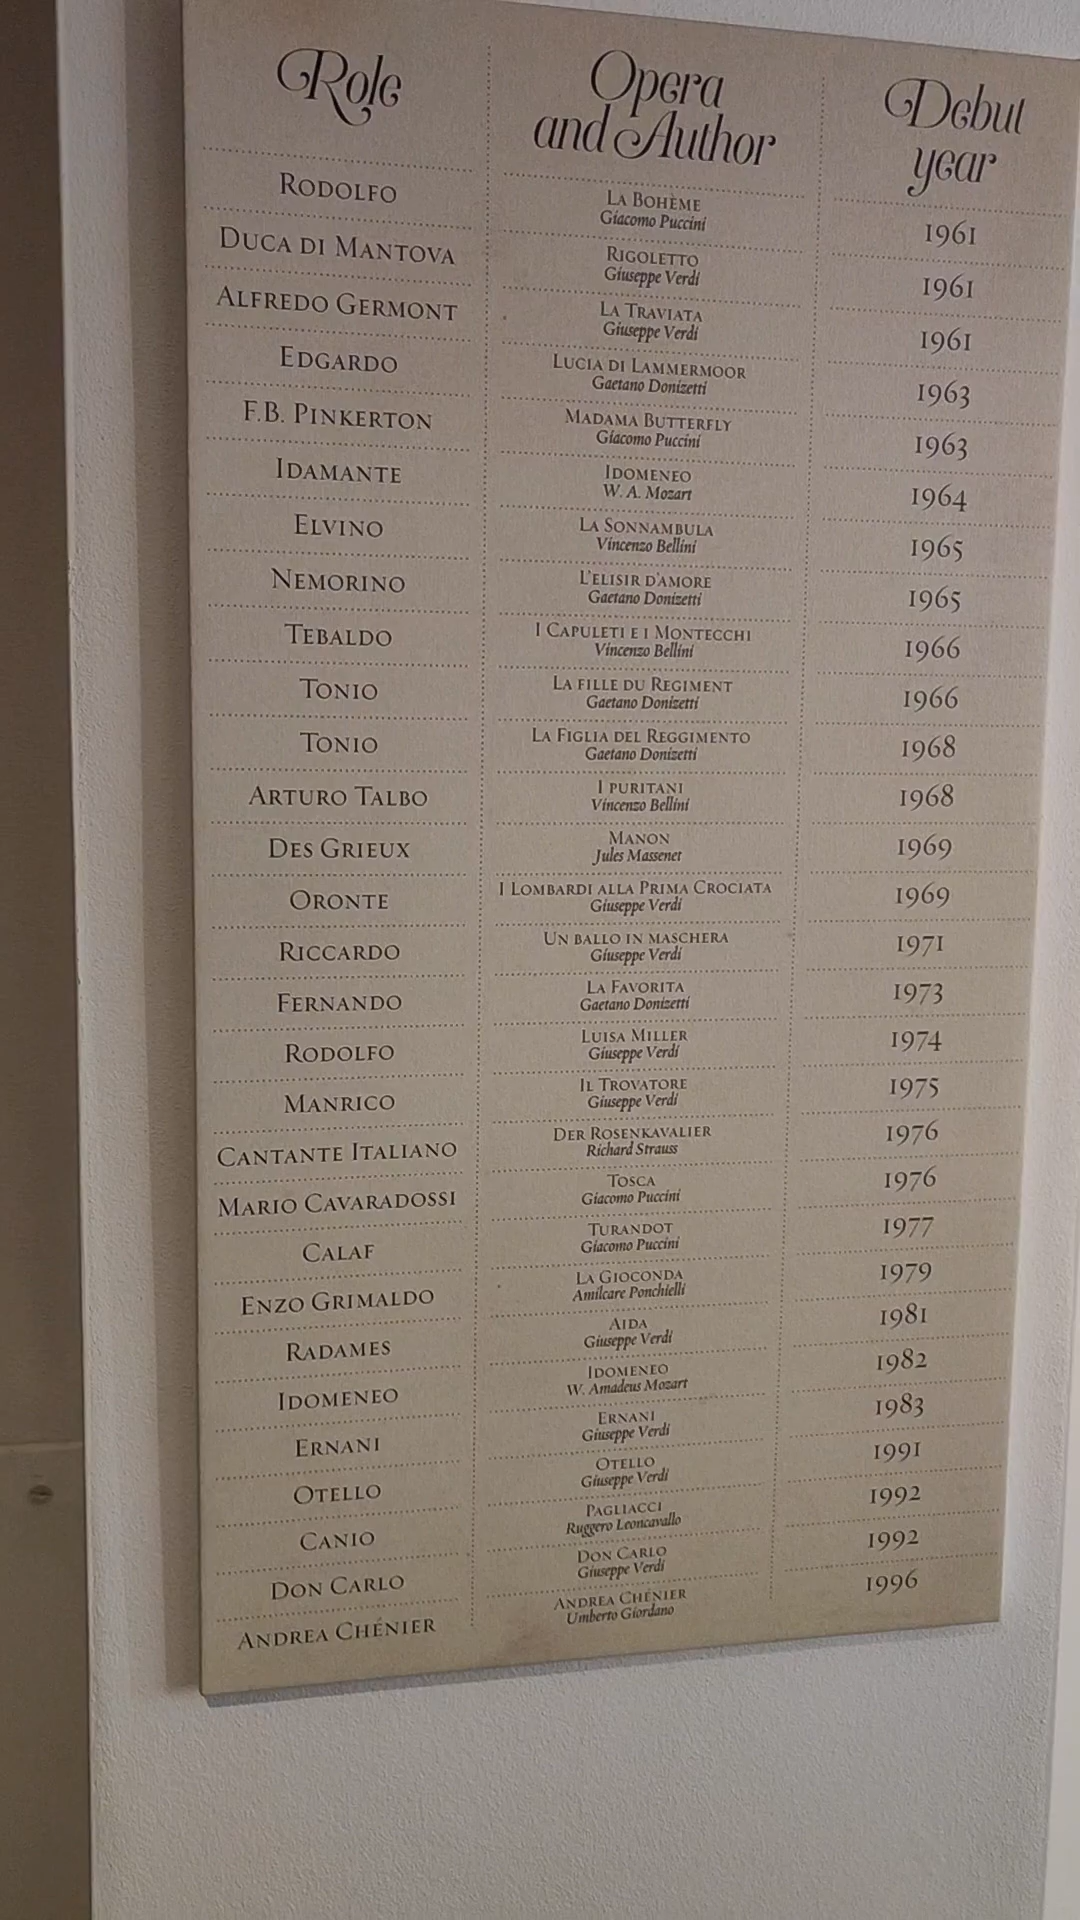 Role
Opera
and Author
Debut
year
RODOLFO
LA BOHÈME
Giacomo Puccini
1961
DUCA DI MANTOVA
RIGOLETTO
Giuseppe Verdi
1961
ALFREDO GERMONT
LA TRAVIATA
Giuseppe Verdi
1961
EDGARDO
LUCIA DI LAMMERMOOR
Gaetano Donizetti
1963
F.B. PINKERTON
MADAMA BUTTERFLY
Giacomo Puccini
1963
IDAMANTE
IDOMENEO
W. A. Mozart
1964
ELVINO
LA SONNAMBULA
Vincenzo Bellini
1965
NEMORINO
L'ELISIR D'AMORE
Gaetano Donizetti
1965
TEBALDO
I CAPULETI E I MONTECCHI
Vincenzo Bellini
1966
TONIO
LA FILLE DU REGIMENT
Gaetano Donizetti
1966
TONIO
LA FIGLIA DEL REGGIMENTO
Gaetano Donizetti
1968
ARTURO TALBO
I PURITANI
Vincenzo Bellini
1968
DES GRIEUX
MANON
Jules Massenet
1969
ORONTE
I LOMBARDI ALLA PRIMA CROCIATA
Giuseppe Verdi
1969
RICCARDO
UN BALLO IN MASCHERA
Giuseppe Verdi
1971
FERNANDO
LA FAVORITA
Gaetano Donizetti
1973
RODOLFO
LUISA MILLER
Giuseppe Verdi
1974
MANRICO
IL TROVATORE
Giuseppe Verdi
1975
CANTANTE ITALIANO
DER ROSENKAVALIER
Richard Strauss
1976
MARIO CAVARADOSSI
TOSCA
Giacomo Puccini
1976
CALAF
TURANDOT
Giacomo Puccini
1977
ENZO GRIMALDO
LA GIOCONDA
Amilcare Ponchielli
1979
RADAMES
AIDA
Giuseppe Verdi
1981
IDOMENEO
IDOMENEO
W. Amadeus Mozart
1982
ERNANI
ERNANI
Giuseppe Verdi
1983
OTELLO
OTELLO
Giuseppe Verdi
1991
CANIO
PAGLIACCI
Ruggero Leoncavallo
1992
DON CARLO
DON CARLO
Giuseppe Verdi
1992
ANDREA CHÉNIER
ANDREA CHÉNIER
Umberto Giordano
1996